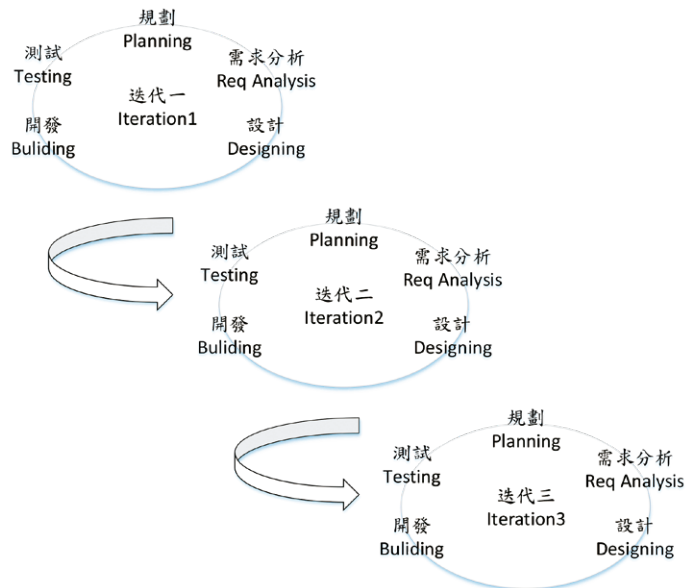 規劃
Planning
測試
Testing
需求分析
Req Analysis
迭代一
Iteration1
開發
Buliding
設計
Designing
規劃
Planning
測試
Testing
需求分析
Req Analysis
迭代二
Iteration2
開發
Buliding
設計
Designing
規劃
Planning
測試
Testing
需求分析
Req Analysis
迭代三
Iteration3
開發
Buliding
設計
Designing